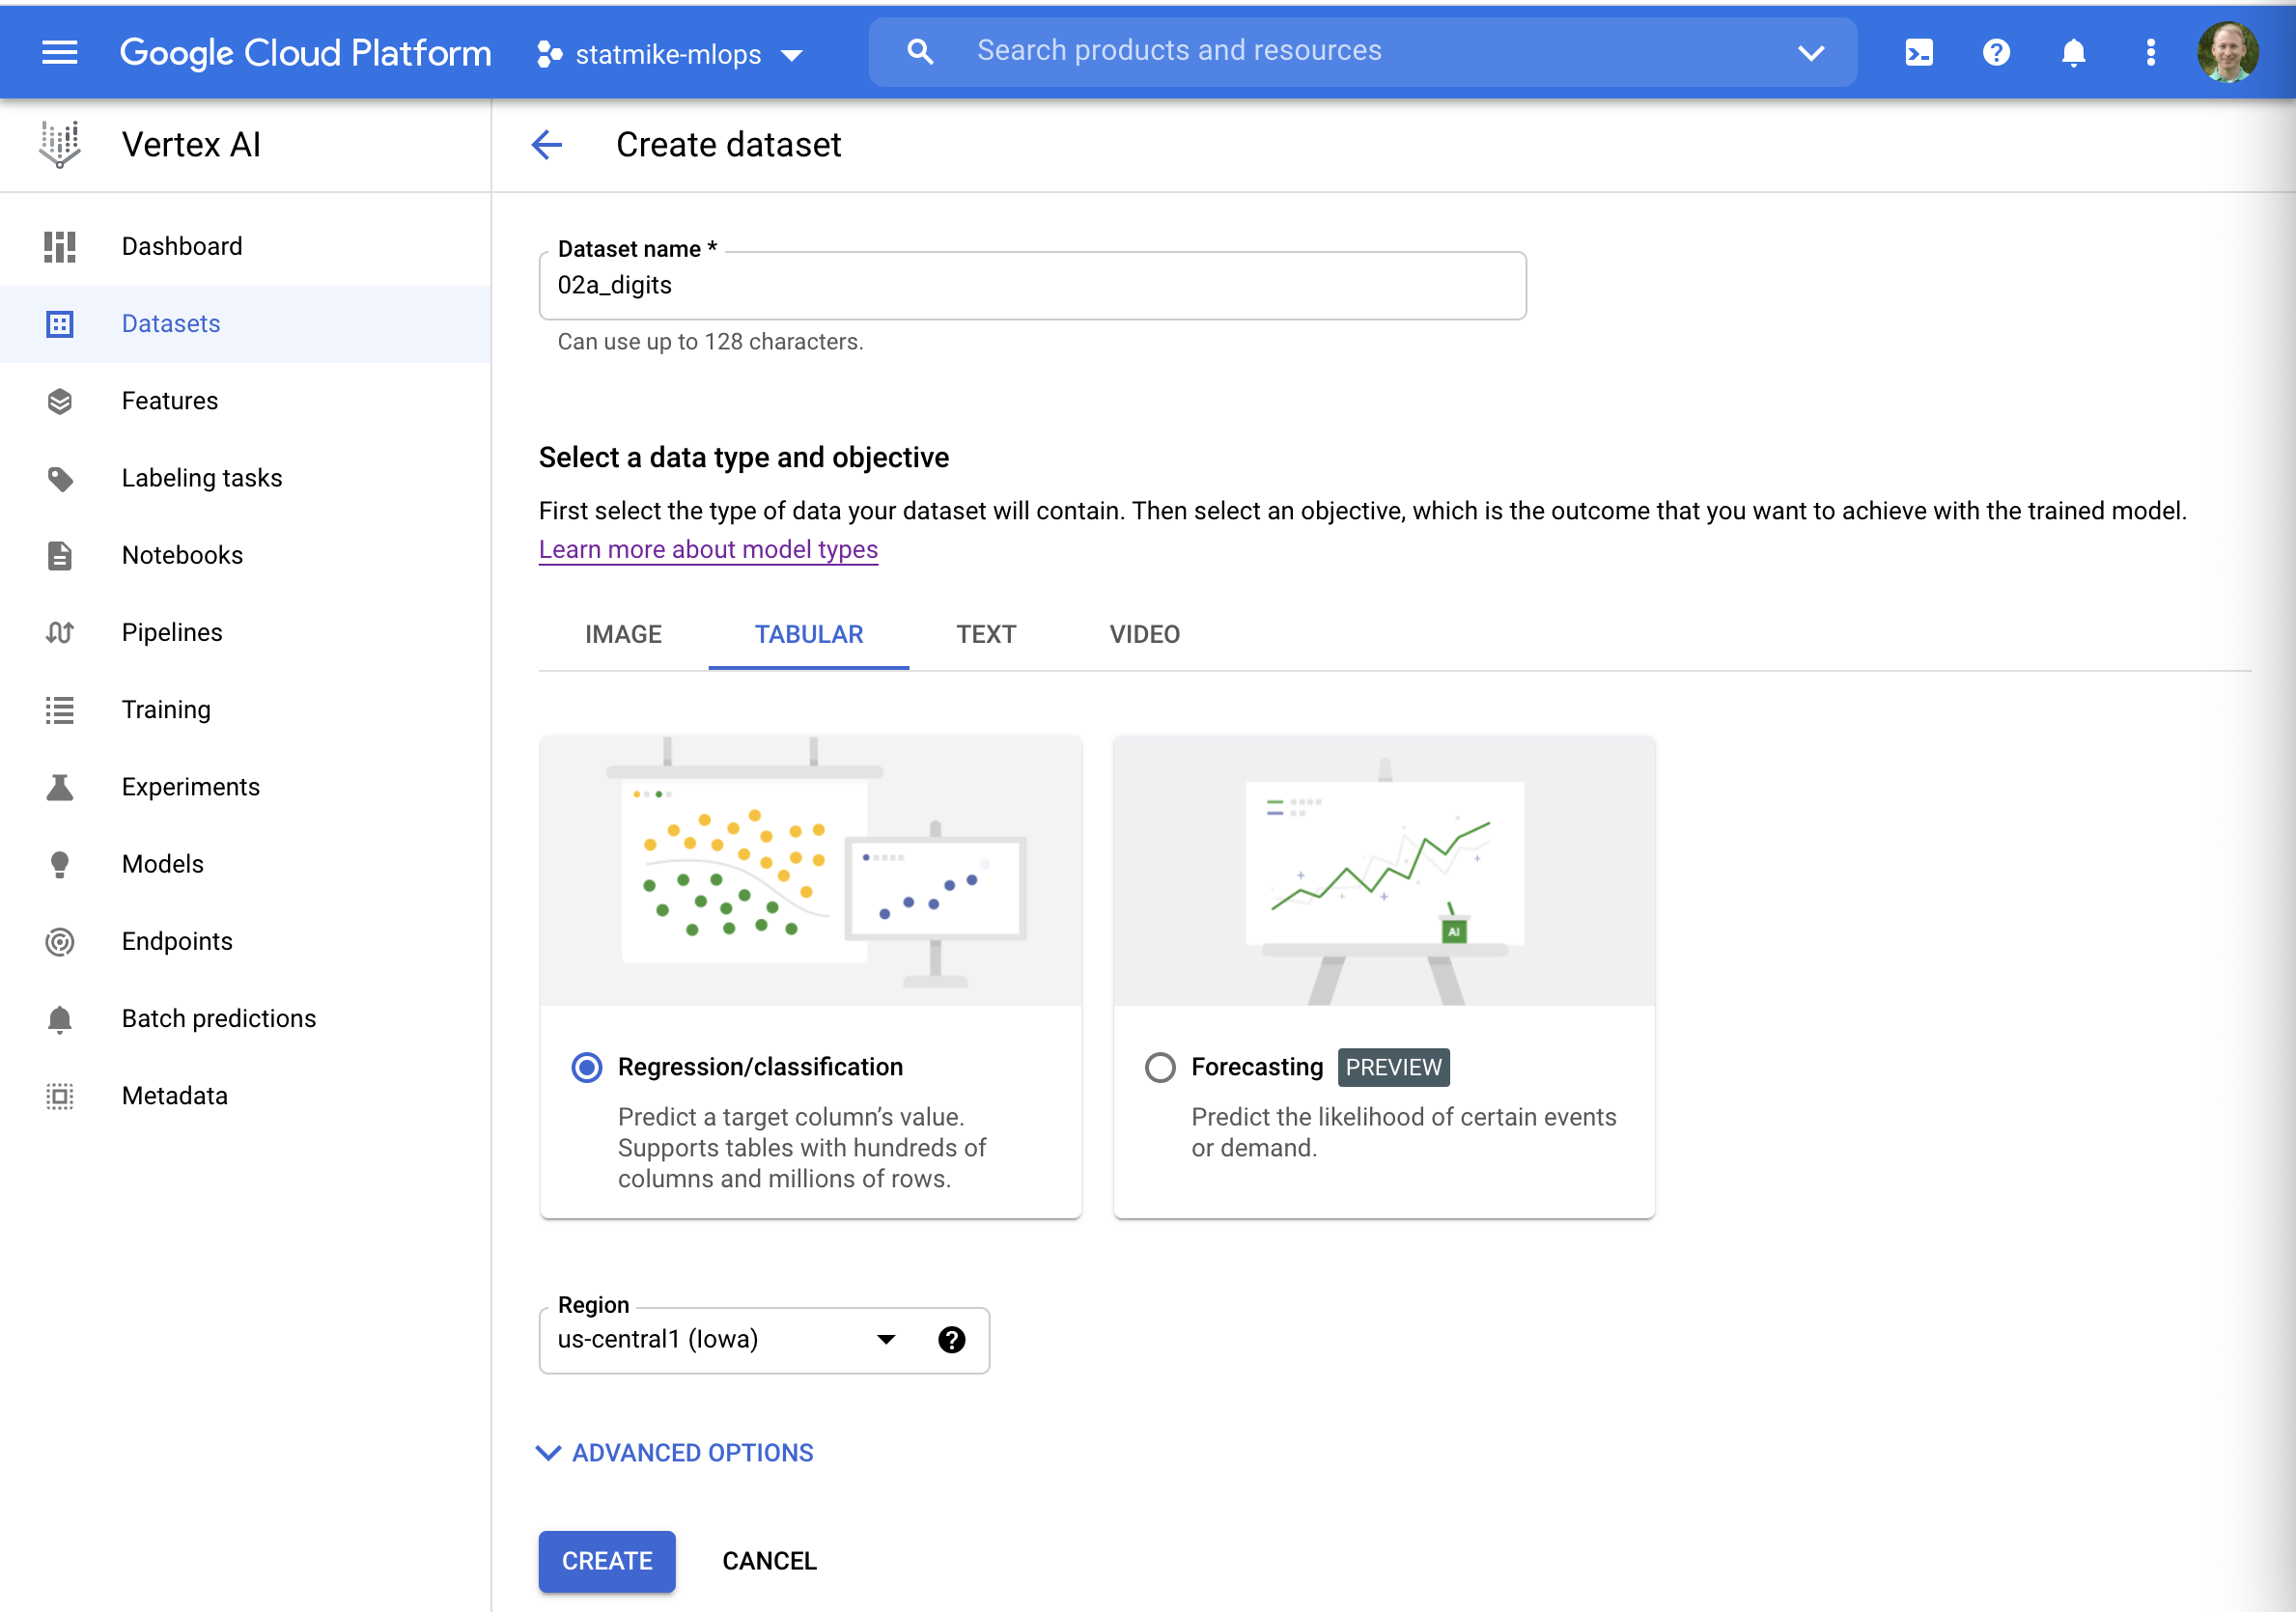 Google Cloud Platform
statmike-mlops
Search products and resources
Vertex AI
Create dataset
Dashboard
Datasets
Features
Labeling tasks
Notebooks
Pipelines
Training
Experiments
Models
Endpoints
Batch predictions
Metadata
Dataset name *
02a_digits
Can use up to 128 characters.
Select a data type and objective
First select the type of data your dataset will contain. Then select an objective, which is the outcome that you want to achieve with the trained model.
Learn more about model types
IMAGE
TABULAR
TEXT
VIDEO
AI
Regression/classification
Predict a target column’s value.
Supports tables with hundreds of
columns and millions of rows.
Forecasting PREVIEW
Predict the likelihood of certain events
or demand.
Region
us-central1 (Iowa)
ADVANCED OPTIONS
CREATE
CANCEL